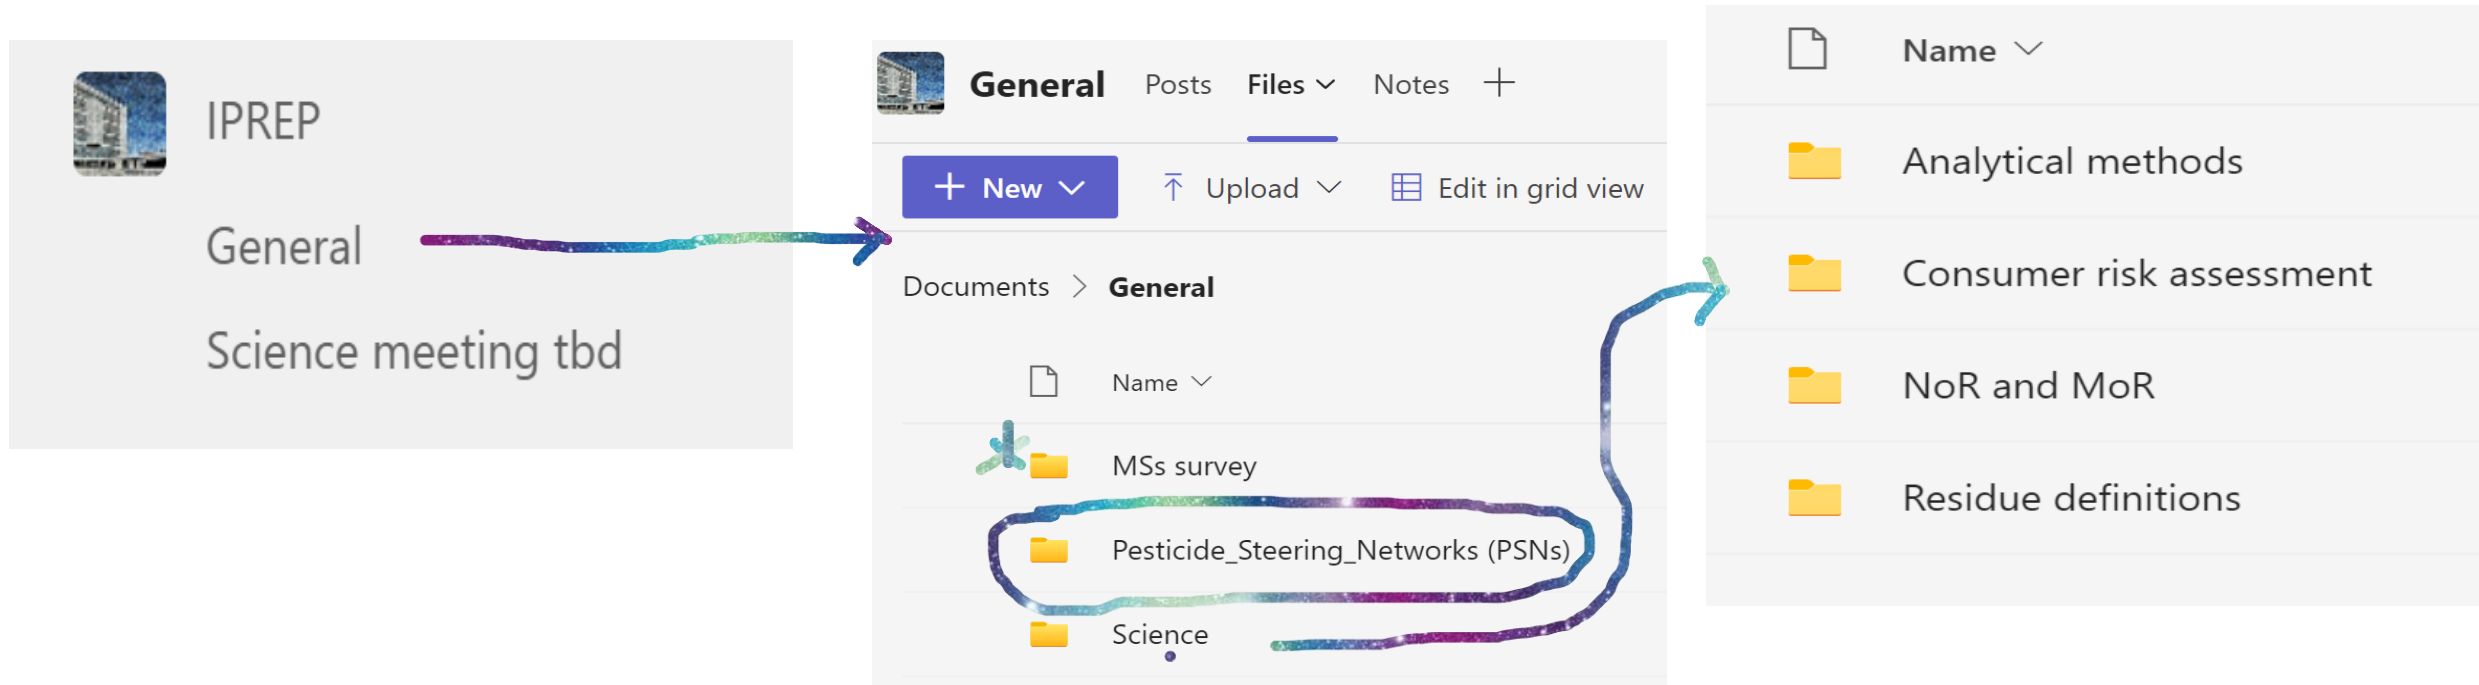 IPREP
General
Science meeting tbd
General Posts Files Notes
New Upload Edit in grid view
Documents > General
Name
MSs survey
Pesticide_Steering_Networks (PSNs)
Science
Name
Analytical methods
Consumer risk assessment
NoR and MoR
Residue definitions